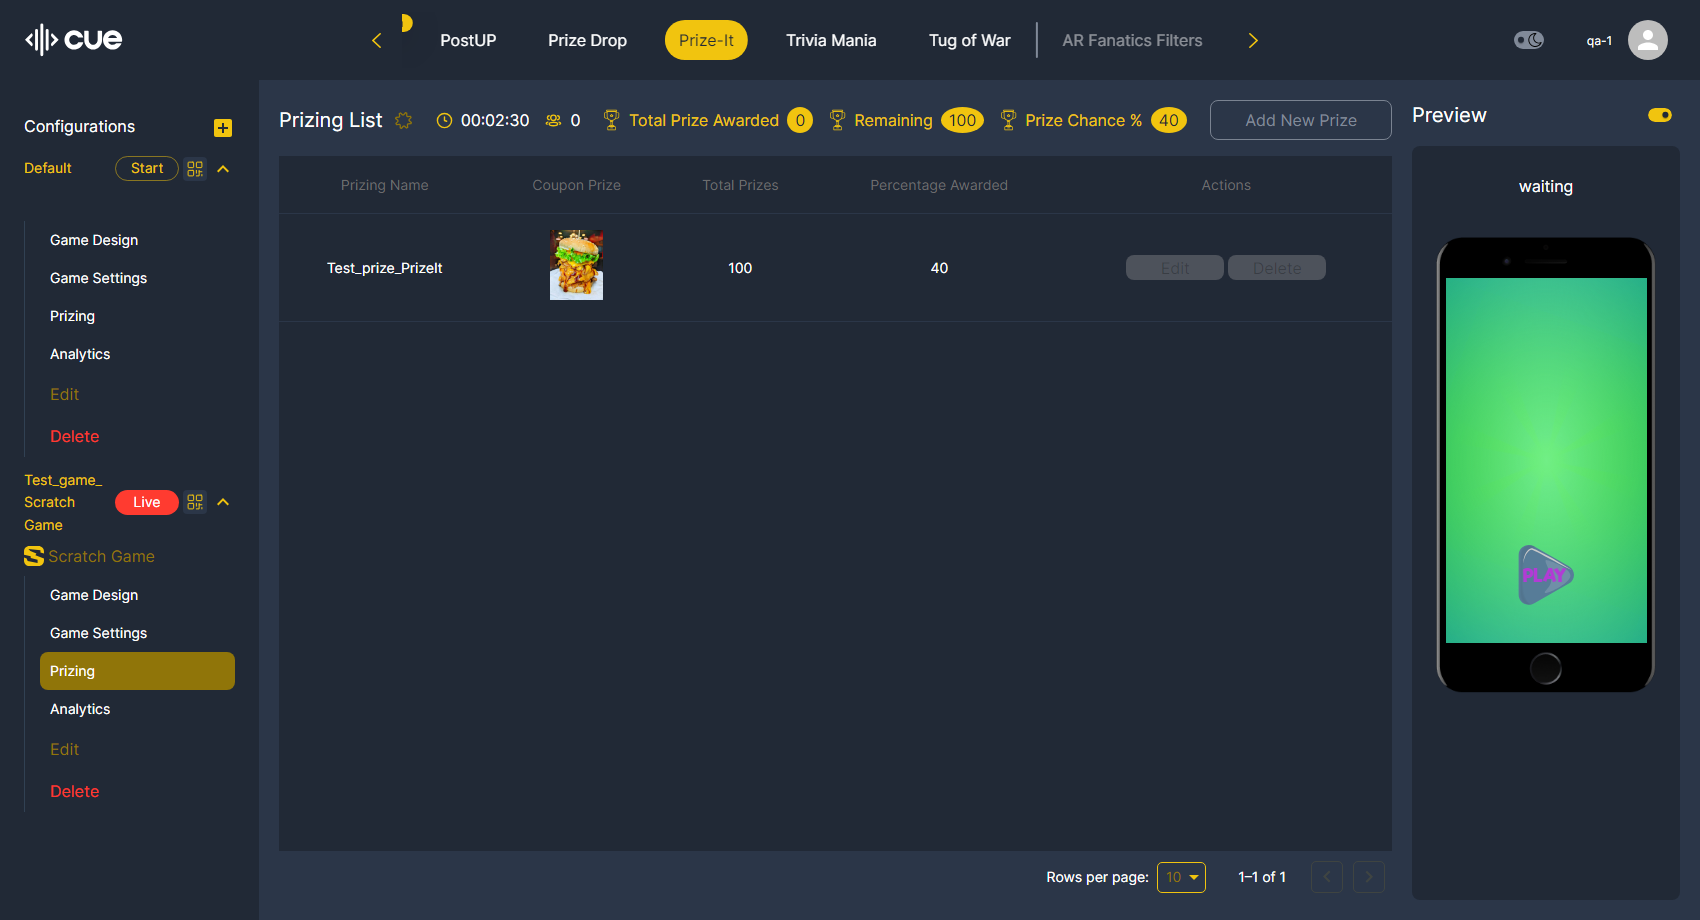 cue
PostUP
Prize Drop
Prize-It
Trivia Mania
Tug of War
AR Fanatics Filters
qa-1
Configurations
Default
Start
Game Design
Game Settings
Prizing
Analytics
Edit
Delete
Test_game_
Scratch
Game
Live
Scratch Game
Game Design
Game Settings
Prizing
Analytics
Edit
Delete
Prizing List
00:02:30
0
Total Prize Awarded 0
Remaining 100
Prize Chance % 40
Add New Prize
Prizing Name
Coupon Prize
Total Prizes
Percentage Awarded
Actions
Test_prize_PrizeIt
100
40
Edit
Delete
Rows per page: 10
1–1 of 1
Preview
waiting
PLAY